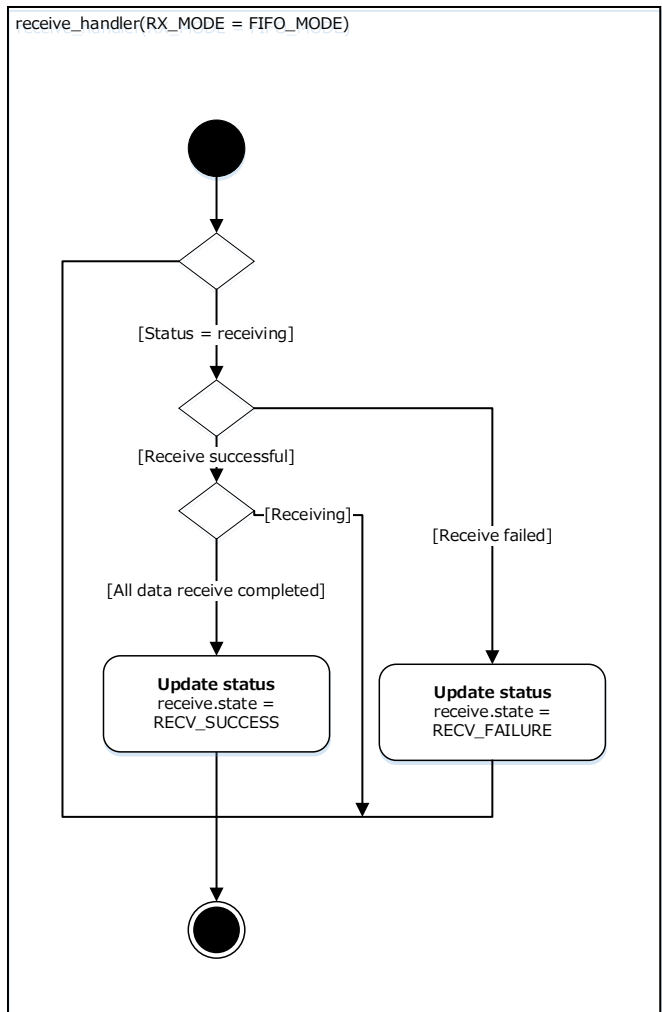 receive_handler(RX_MODE = FIFO_MODE)
[Status = receiving]
[Receive successful]
[Receiving]
[Receive failed]
[All data receive completed]
Update status
receive.state =
RECV_SUCCESS
Update status
receive.state =
RECV_FAILURE